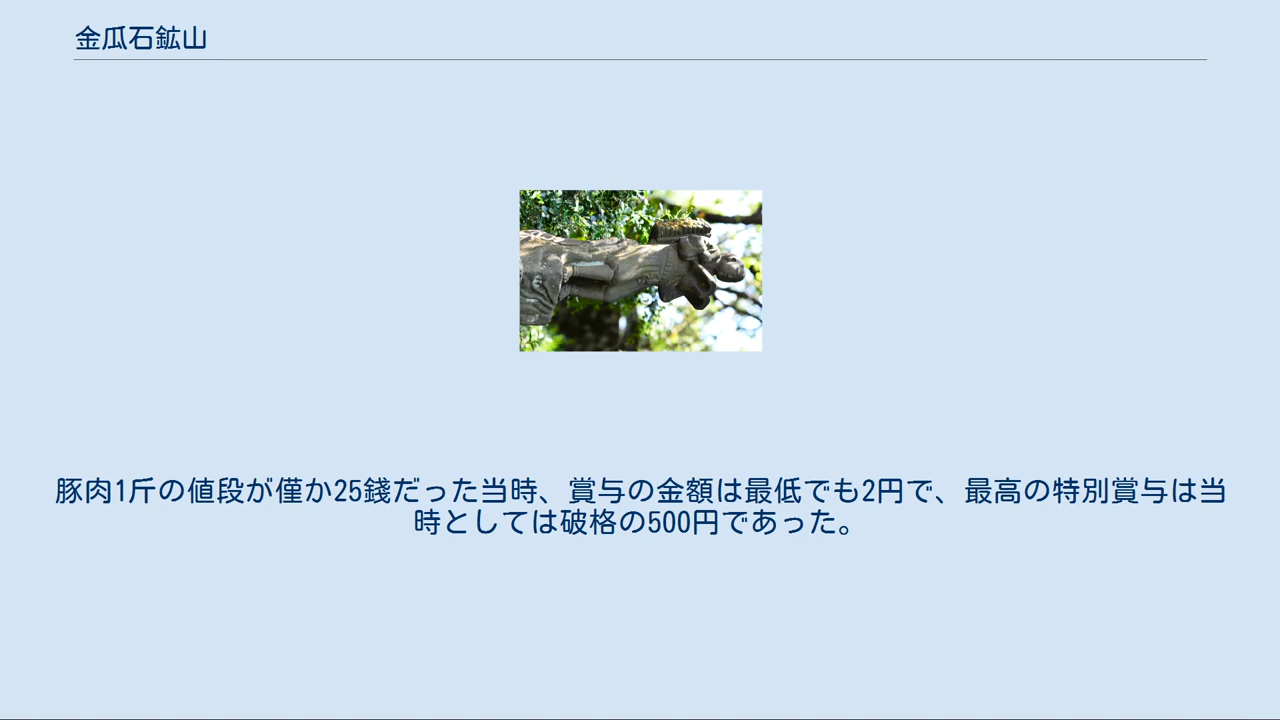 金瓜石鉱山
豚肉1斤の値段が僅か25錢だった当時、賞与の金額は最低でも2円で、最高の特別賞与は当
時としては破格の500円であった。